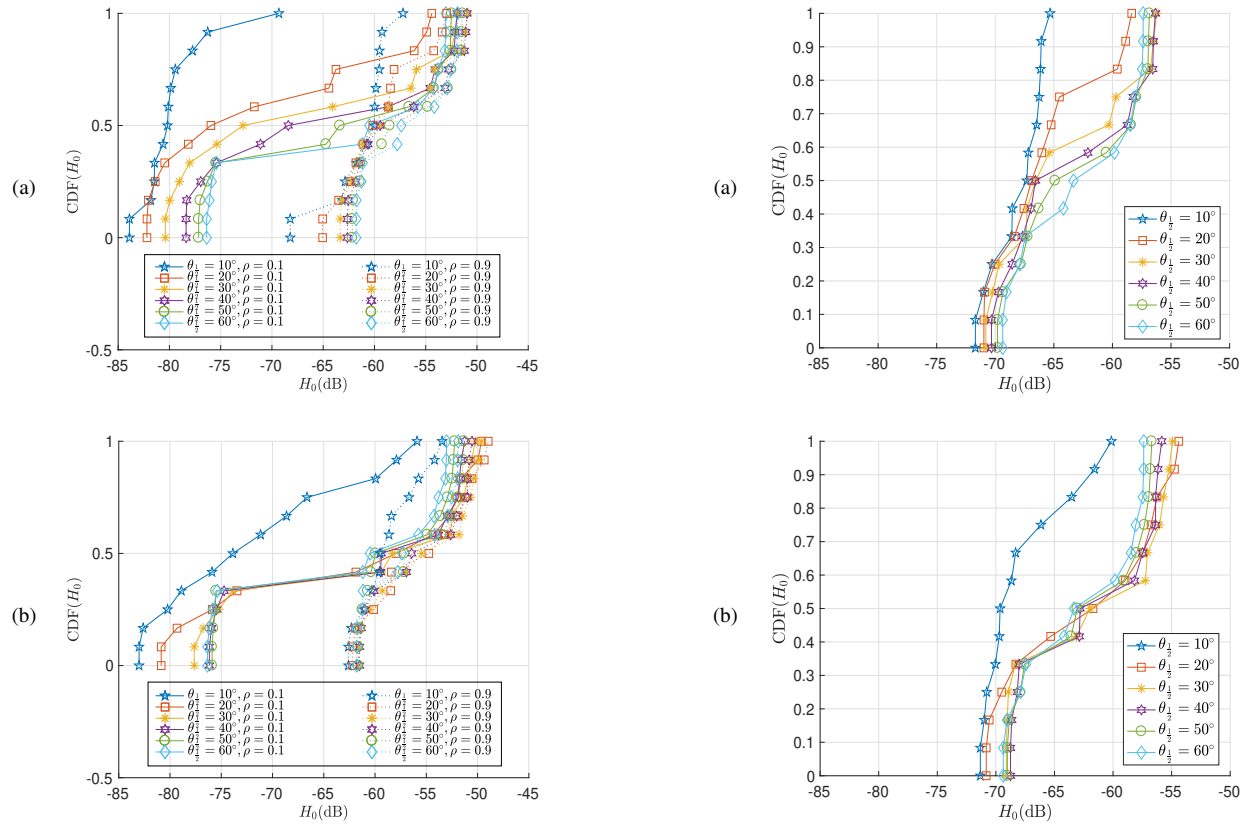 (a)
CDF(H₀)
1
0.5
0
-0.5
-85 -80 -75 -70 -65 -60 -55 -50 -45
H₀(dB)
θ½ = 10°, ρ = 0.1
θ½ = 20°, ρ = 0.1
θ½ = 30°, ρ = 0.1
θ½ = 40°, ρ = 0.1
θ½ = 50°, ρ = 0.1
θ½ = 60°, ρ = 0.1
θ½ = 10°, ρ = 0.9
θ½ = 20°, ρ = 0.9
θ½ = 30°, ρ = 0.9
θ½ = 40°, ρ = 0.9
θ½ = 50°, ρ = 0.9
θ½ = 60°, ρ = 0.9
(a)
CDF(H₀)
1
0.9
0.8
0.7
0.6
0.5
0.4
0.3
0.2
0.1
0
-85 -80 -75 -70 -65 -60 -55 -50
H₀(dB)
θ½ = 10°
θ½ = 20°
θ½ = 30°
θ½ = 40°
θ½ = 50°
θ½ = 60°
(b)
CDF(H₀)
1
0.5
0
-0.5
-85 -80 -75 -70 -65 -60 -55 -50 -45
H₀(dB)
θ½ = 10°, ρ = 0.1
θ½ = 20°, ρ = 0.1
θ½ = 30°, ρ = 0.1
θ½ = 40°, ρ = 0.1
θ½ = 50°, ρ = 0.1
θ½ = 60°, ρ = 0.1
θ½ = 10°, ρ = 0.9
θ½ = 20°, ρ = 0.9
θ½ = 30°, ρ = 0.9
θ½ = 40°, ρ = 0.9
θ½ = 50°, ρ = 0.9
θ½ = 60°, ρ = 0.9
(b)
CDF(H₀)
1
0.9
0.8
0.7
0.6
0.5
0.4
0.3
0.2
0.1
0
-85 -80 -75 -70 -65 -60 -55 -50
H₀(dB)
θ½ = 10°
θ½ = 20°
θ½ = 30°
θ½ = 40°
θ½ = 50°
θ½ = 60°